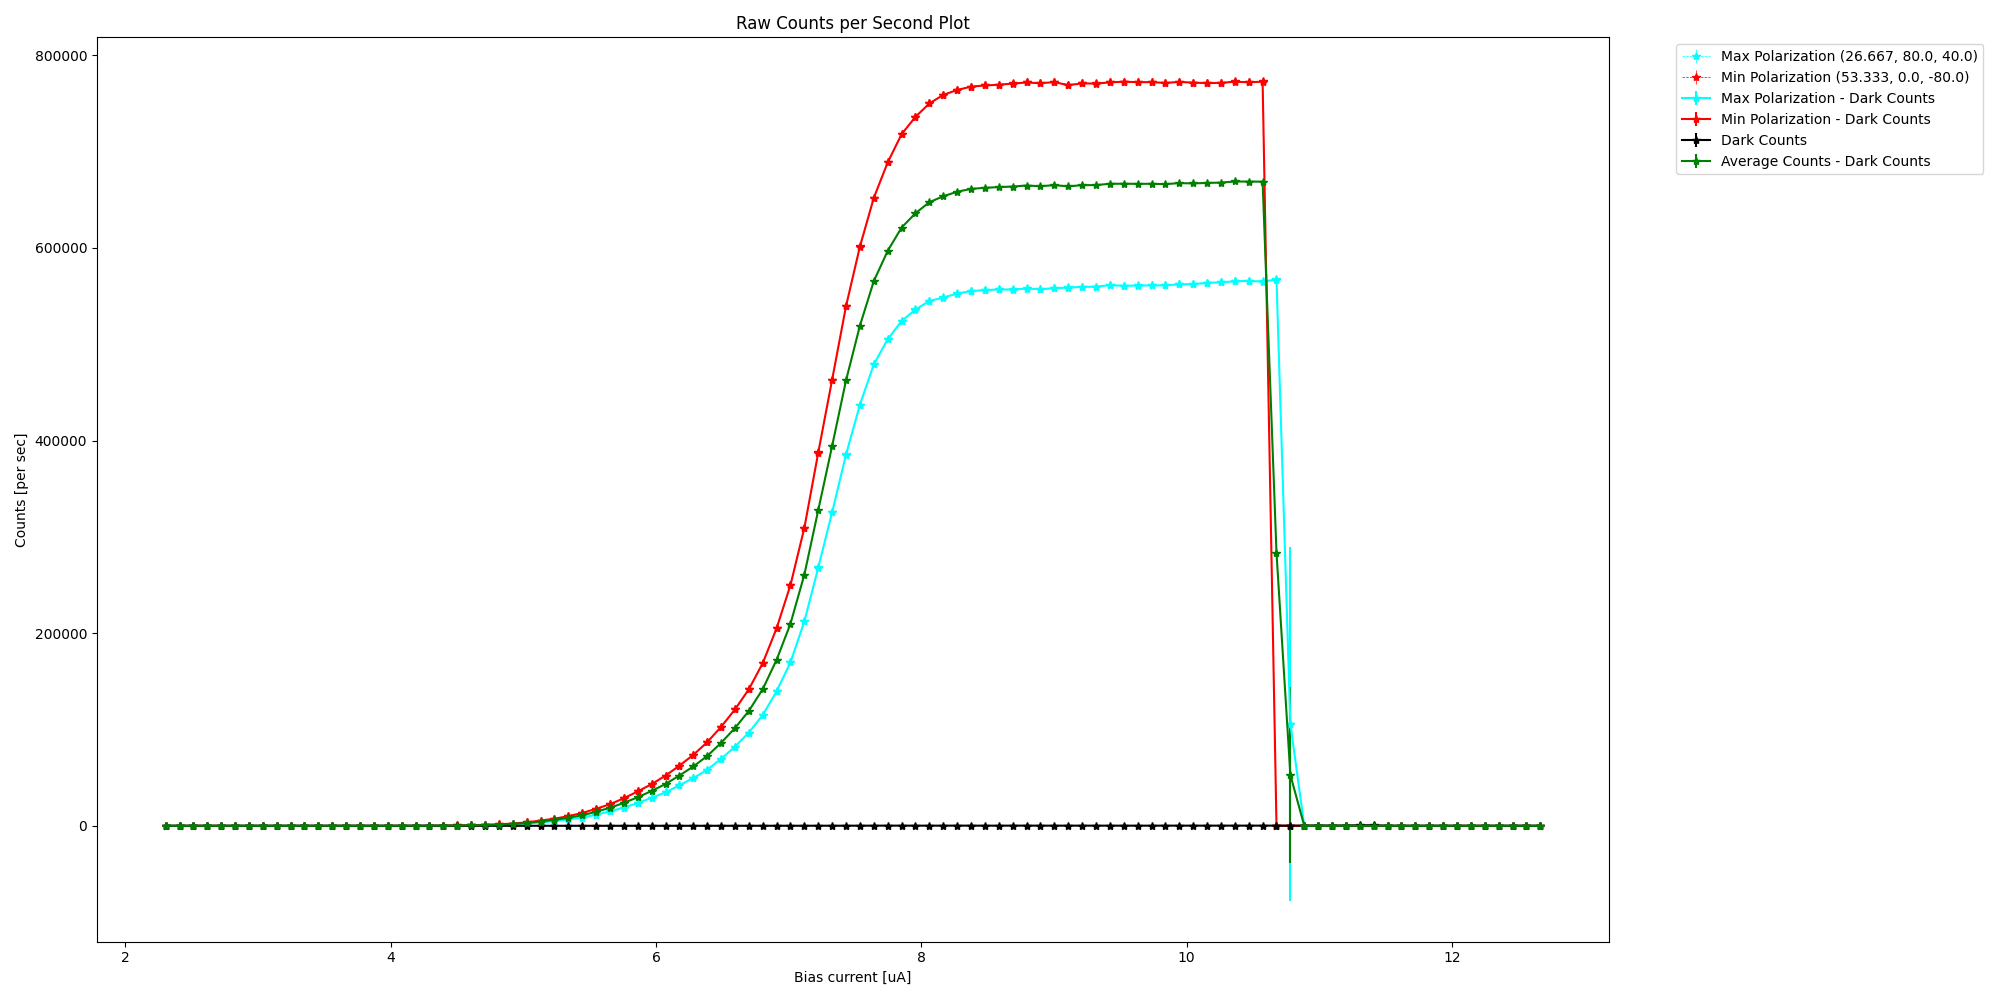 Raw Counts per Second Plot
Max Polarization (26.667, 80.0, 40.0)
Min Polarization (53.333, 0.0, -80.0)
Max Polarization - Dark Counts
Min Polarization - Dark Counts
Dark Counts
Average Counts - Dark Counts
Counts [per sec]
800000
600000
400000
200000
0
2 4 6 8 10 12
Bias current [uA]